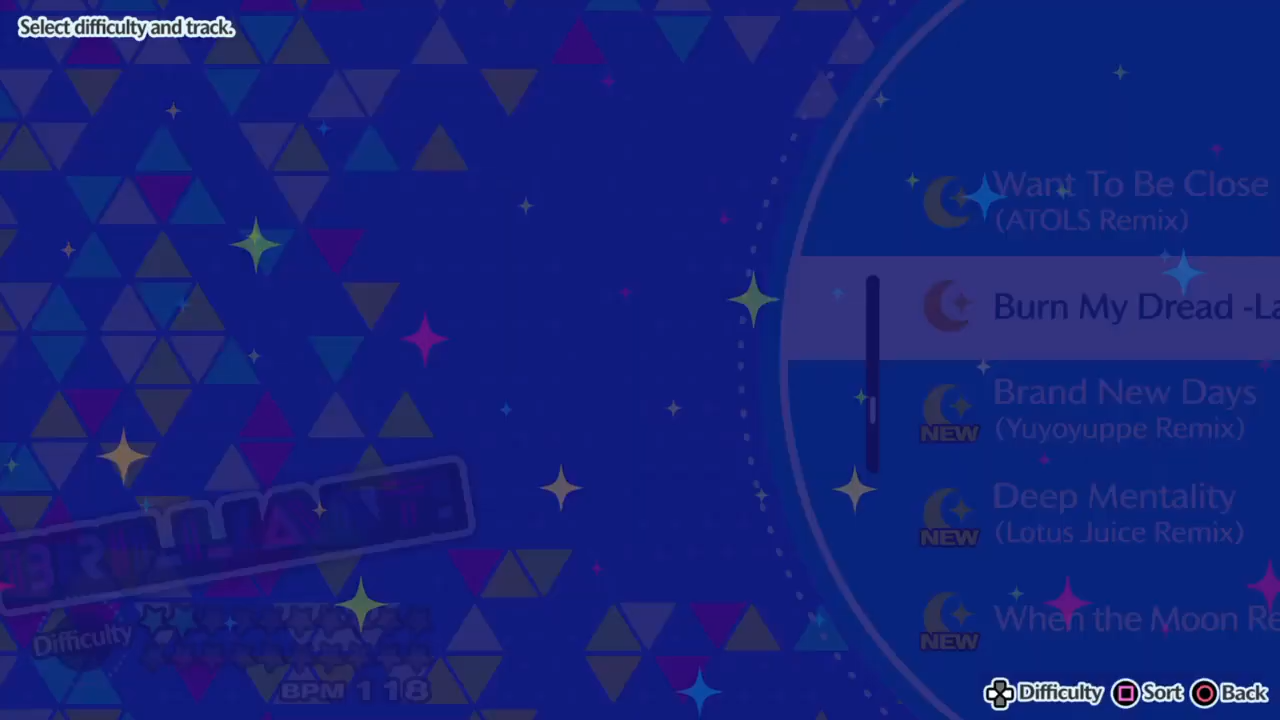 Select difficulty and track.
Want To Be Close
(ATOLS Remix)
Burn My Dread -La
Brand New Days
NEW (Yuyoyuppe Remix)
Deep Mentality
NEW (Lotus Juice Remix)
When the Moon Re
NEW
BRILLIANT!
Difficulty
BPM 118
Difficulty Sort Back